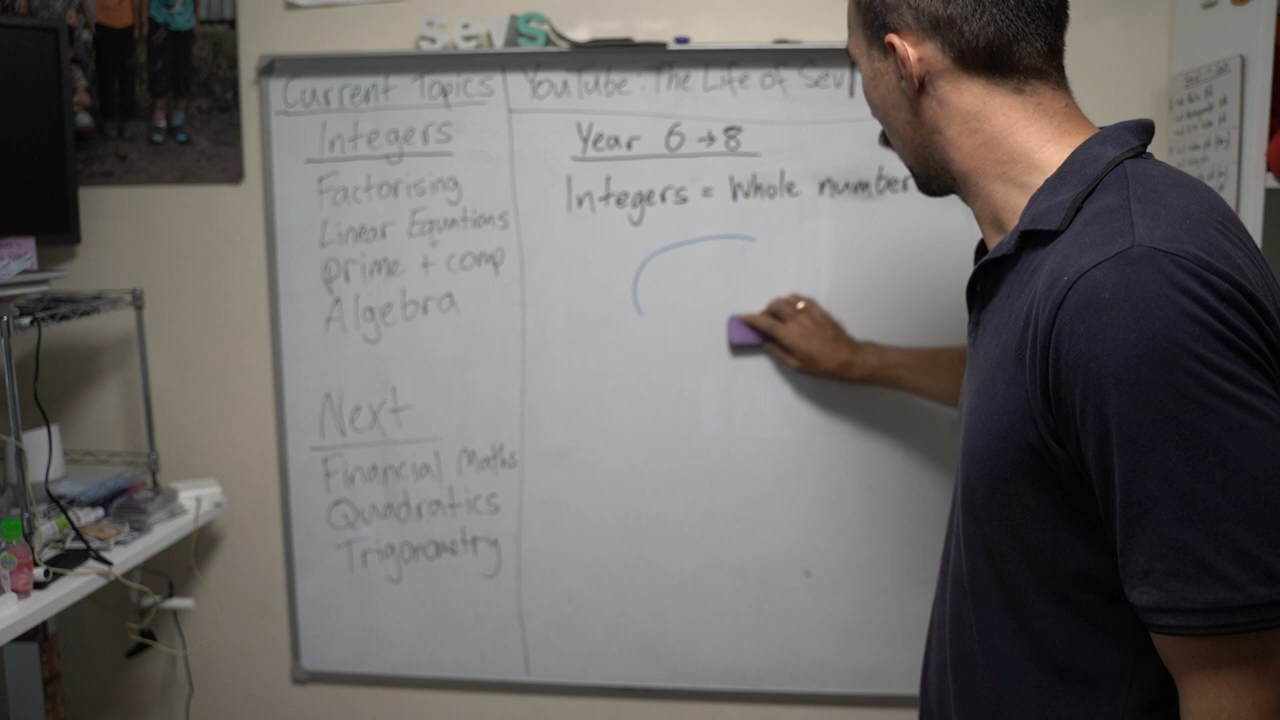 sevs
Current Topics
Integers
Factorising
Linear Equations
prime + comp
Algebra
Next
Financial Maths
Quadratics
Trigonometry
YouTube: The Life of Sev
Year 6 → 8
Integers = Whole number